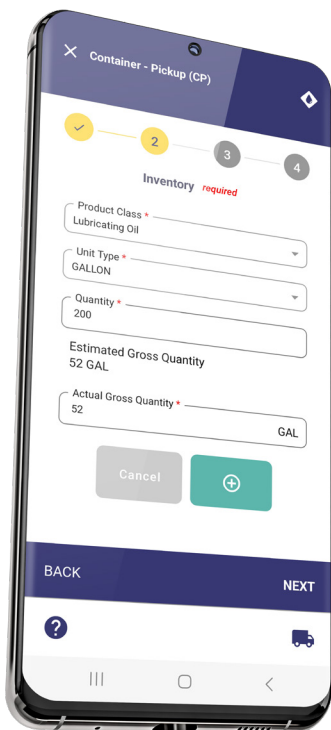 Container - Pickup (CP)
2
3
4
Inventory required
Product Class *
Lubricating Oil
Unit Type *
GALLON
Quantity *
200
Estimated Gross Quantity
52 GAL
Actual Gross Quantity *
52 GAL
Cancel
BACK NEXT
?